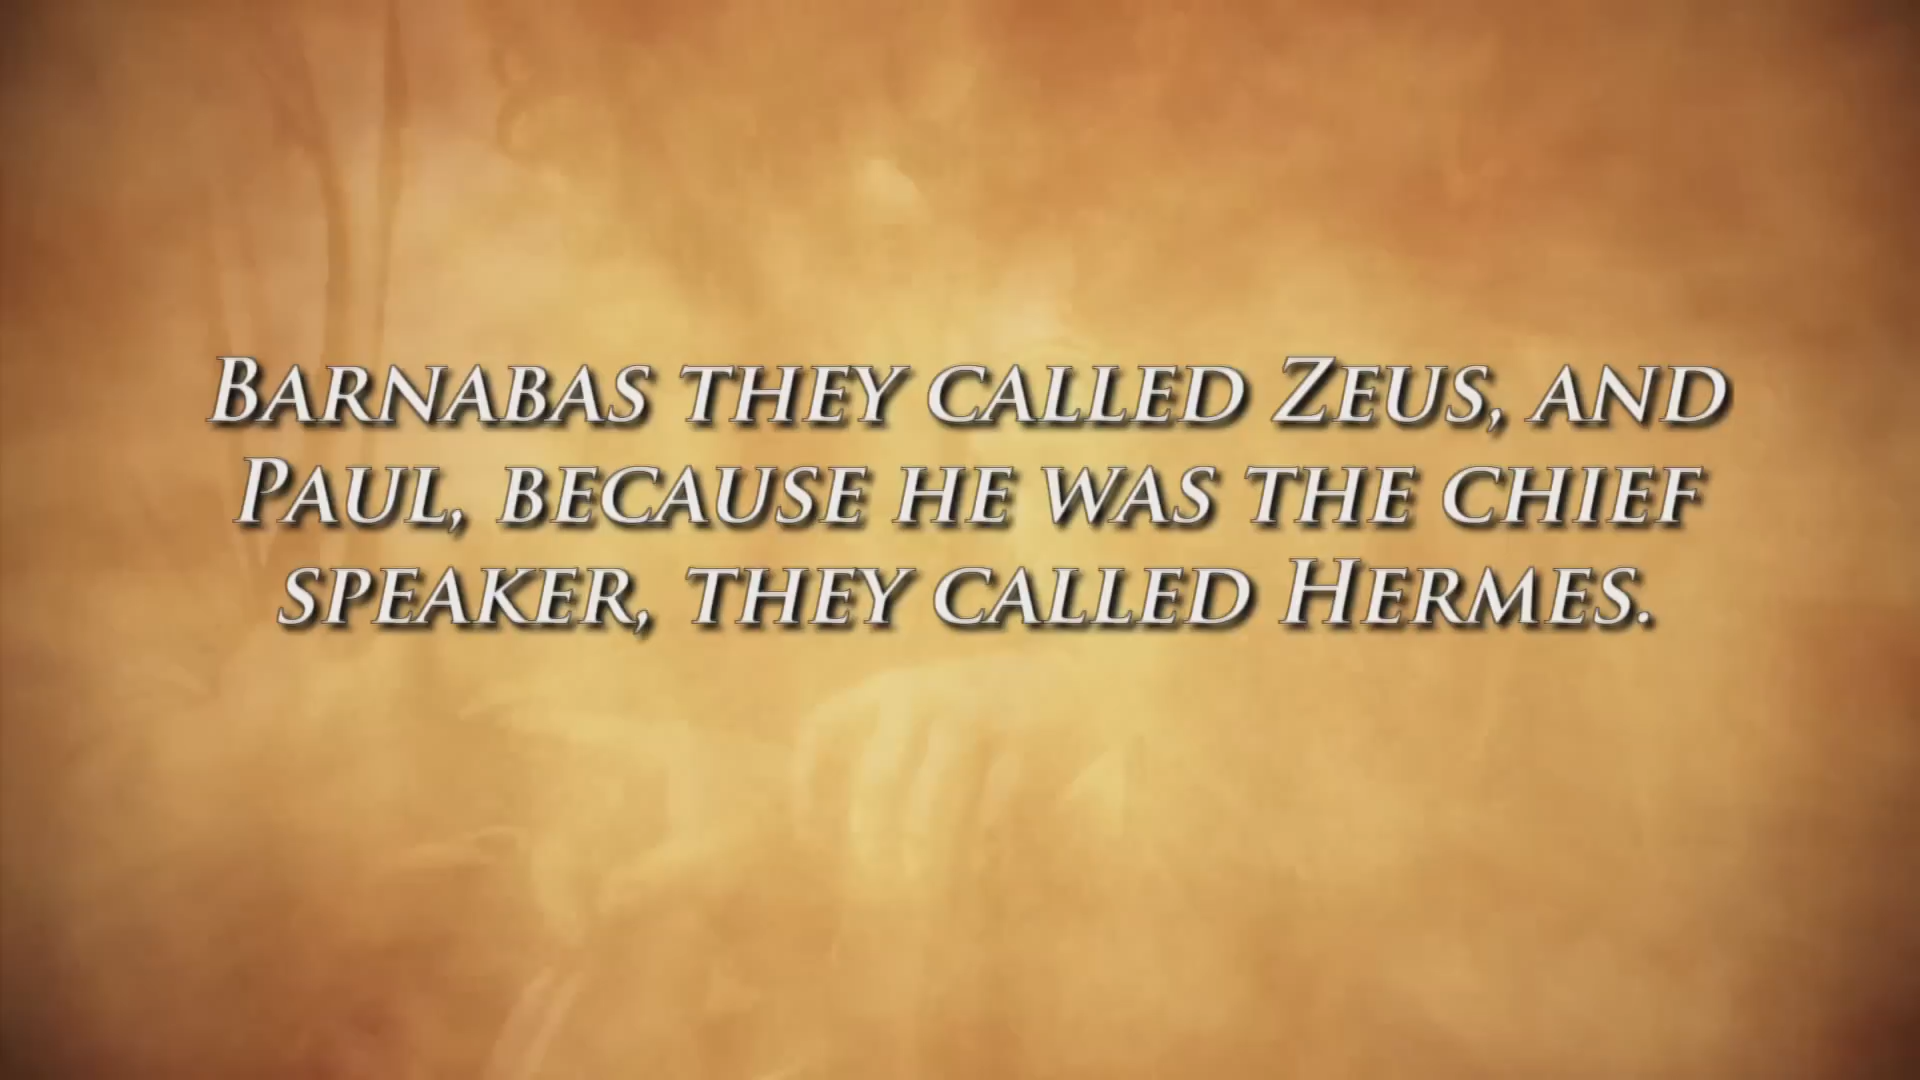 Barnabas they called Zeus, and
Paul, because he was the chief
speaker, they called Hermes.